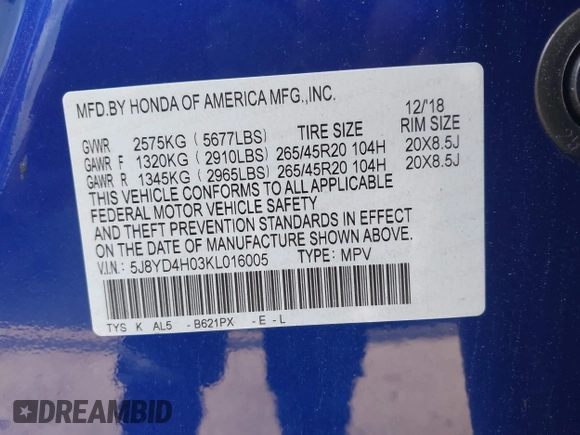 MFD.BY HONDA OF AMERICA MFG.,INC. 12/'18
GVWR 2575KG ( 5677LBS) TIRE SIZE RIM SIZE
GAWR F 1320KG ( 2910LBS) 265/45R20 104H 20X8.5J
GAWR R 1345KG ( 2965LBS) 265/45R20 104H 20X8.5J
THIS VEHICLE CONFORMS TO ALL APPLICABLE
FEDERAL MOTOR VEHICLE SAFETY
AND THEFT PREVENTION STANDARDS IN EFFECT
ON THE DATE OF MANUFACTURE SHOWN ABOVE.
V.I.N.: 5J8YD4H03KL016005 TYPE: MPV
TYS K AL5 -B621PX -E-L
DREAMBID